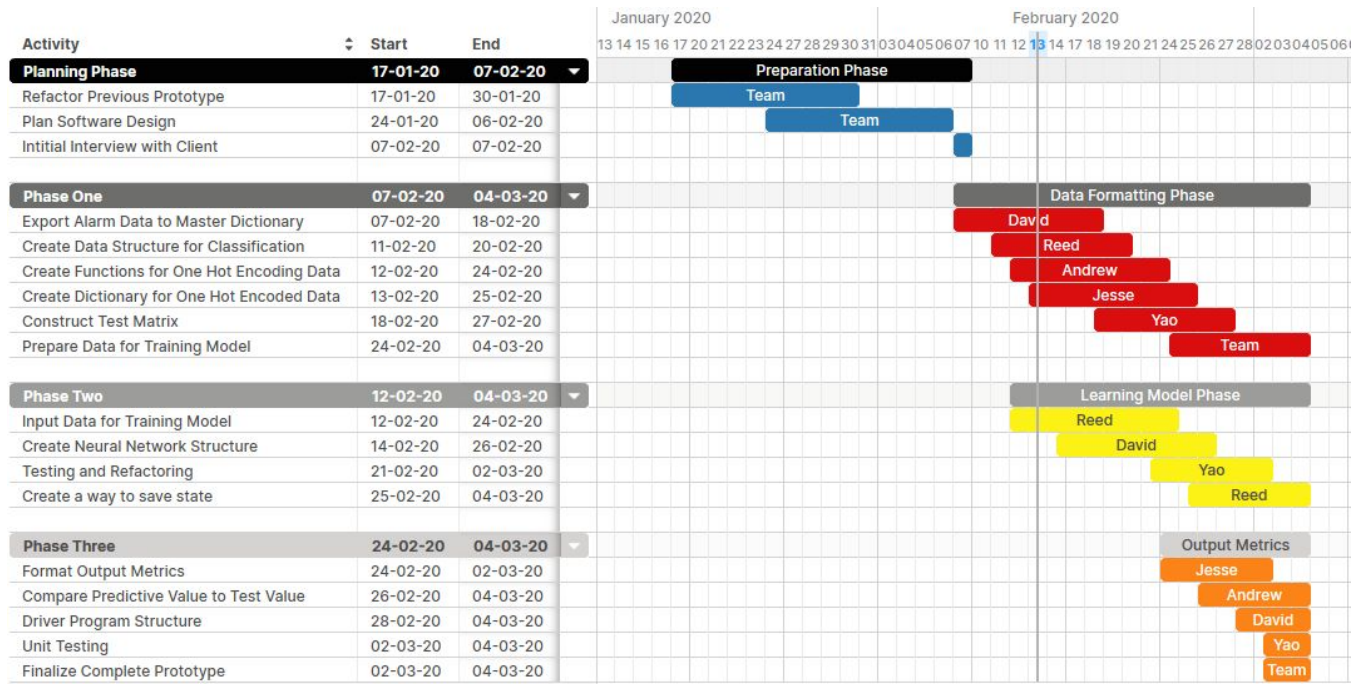 January 2020 February 2020
Activity Start End 13 14 15 16 17 20 21 22 23 24 27 28 29 30 31 03 04 05 06 07 10 11 12 13 14 17 18 19 20 21 24 25 26 27 28 02 03 04 05 06
Planning Phase 17-01-20 07-02-20 Preparation Phase
Refactor Previous Prototype 17-01-20 30-01-20 Team
Plan Software Design 24-01-20 06-02-20 Team
Intitial Interview with Client 07-02-20 07-02-20
Phase One 07-02-20 04-03-20 Data Formatting Phase
Export Alarm Data to Master Dictionary 07-02-20 18-02-20 David
Create Data Structure for Classification 11-02-20 20-02-20 Reed
Create Functions for One Hot Encoding Data 12-02-20 24-02-20 Andrew
Create Dictionary for One Hot Encoded Data 13-02-20 25-02-20 Jesse
Construct Test Matrix 18-02-20 27-02-20 Yao
Prepare Data for Training Model 24-02-20 04-03-20 Team
Phase Two 12-02-20 04-03-20 Learning Model Phase
Input Data for Training Model 12-02-20 24-02-20 Reed
Create Neural Network Structure 14-02-20 26-02-20 David
Testing and Refactoring 21-02-20 02-03-20 Yao
Create a way to save state 25-02-20 04-03-20 Reed
Phase Three 24-02-20 04-03-20 Output Metrics
Format Output Metrics 24-02-20 02-03-20 Jesse
Compare Predictive Value to Test Value 26-02-20 04-03-20 Andrew
Driver Program Structure 28-02-20 04-03-20 David
Unit Testing 02-03-20 04-03-20 Yao
Finalize Complete Prototype 02-03-20 04-03-20 Team